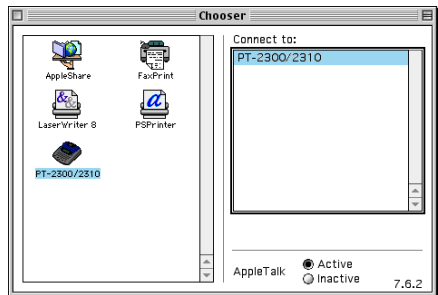 Chooser
AppleShare
FaxPrint
LaserWriter 8
PSPrinter
PT-2300/2310
Connect to:
PT-2300/2310
AppleTalk
Active
Inactive
7.6.2